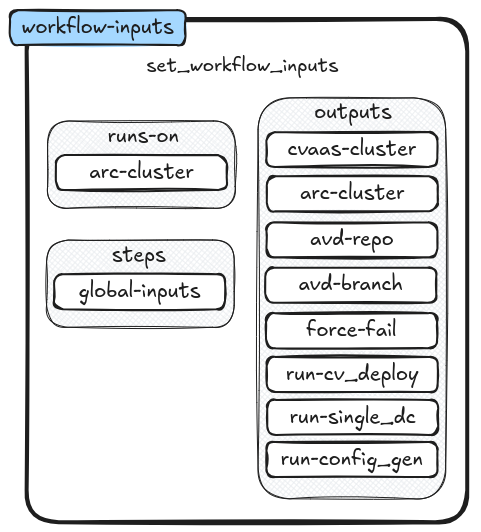 workflow-inputs
set_workflow_inputs
runs-on
arc-cluster
steps
global-inputs
outputs
cvaas-cluster
arc-cluster
avd-repo
avd-branch
force-fail
run-cv_deploy
run-single_dc
run-config_gen